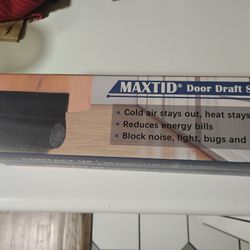 MAXTID® Door Draft S
• Cold air stays out, heat stays
• Reduces energy bills
• Block noise, light, bugs and